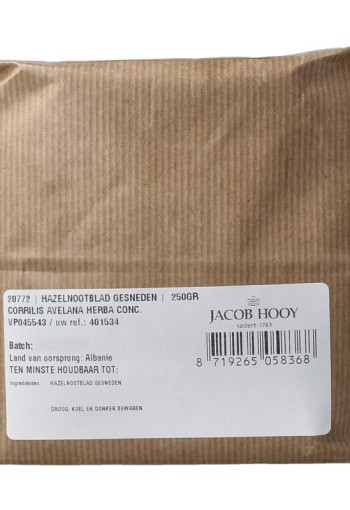 20772 | HAZELNOOTBLAD GESNEDEN | 250GR
CORRILIS AVELANA HERBA CONC.
VP045543 / uw ref.: 401534
JACOB HOOY
sedert 1743
Batch:
Land van oorsprong: Albanie
TEN MINSTE HOUDBAAR TOT:
8 719265 058368
Ingrediënten HAZELNOOTBLAD GESNEDEN
DROOG, KOEL EN DONKER BEWAREN.